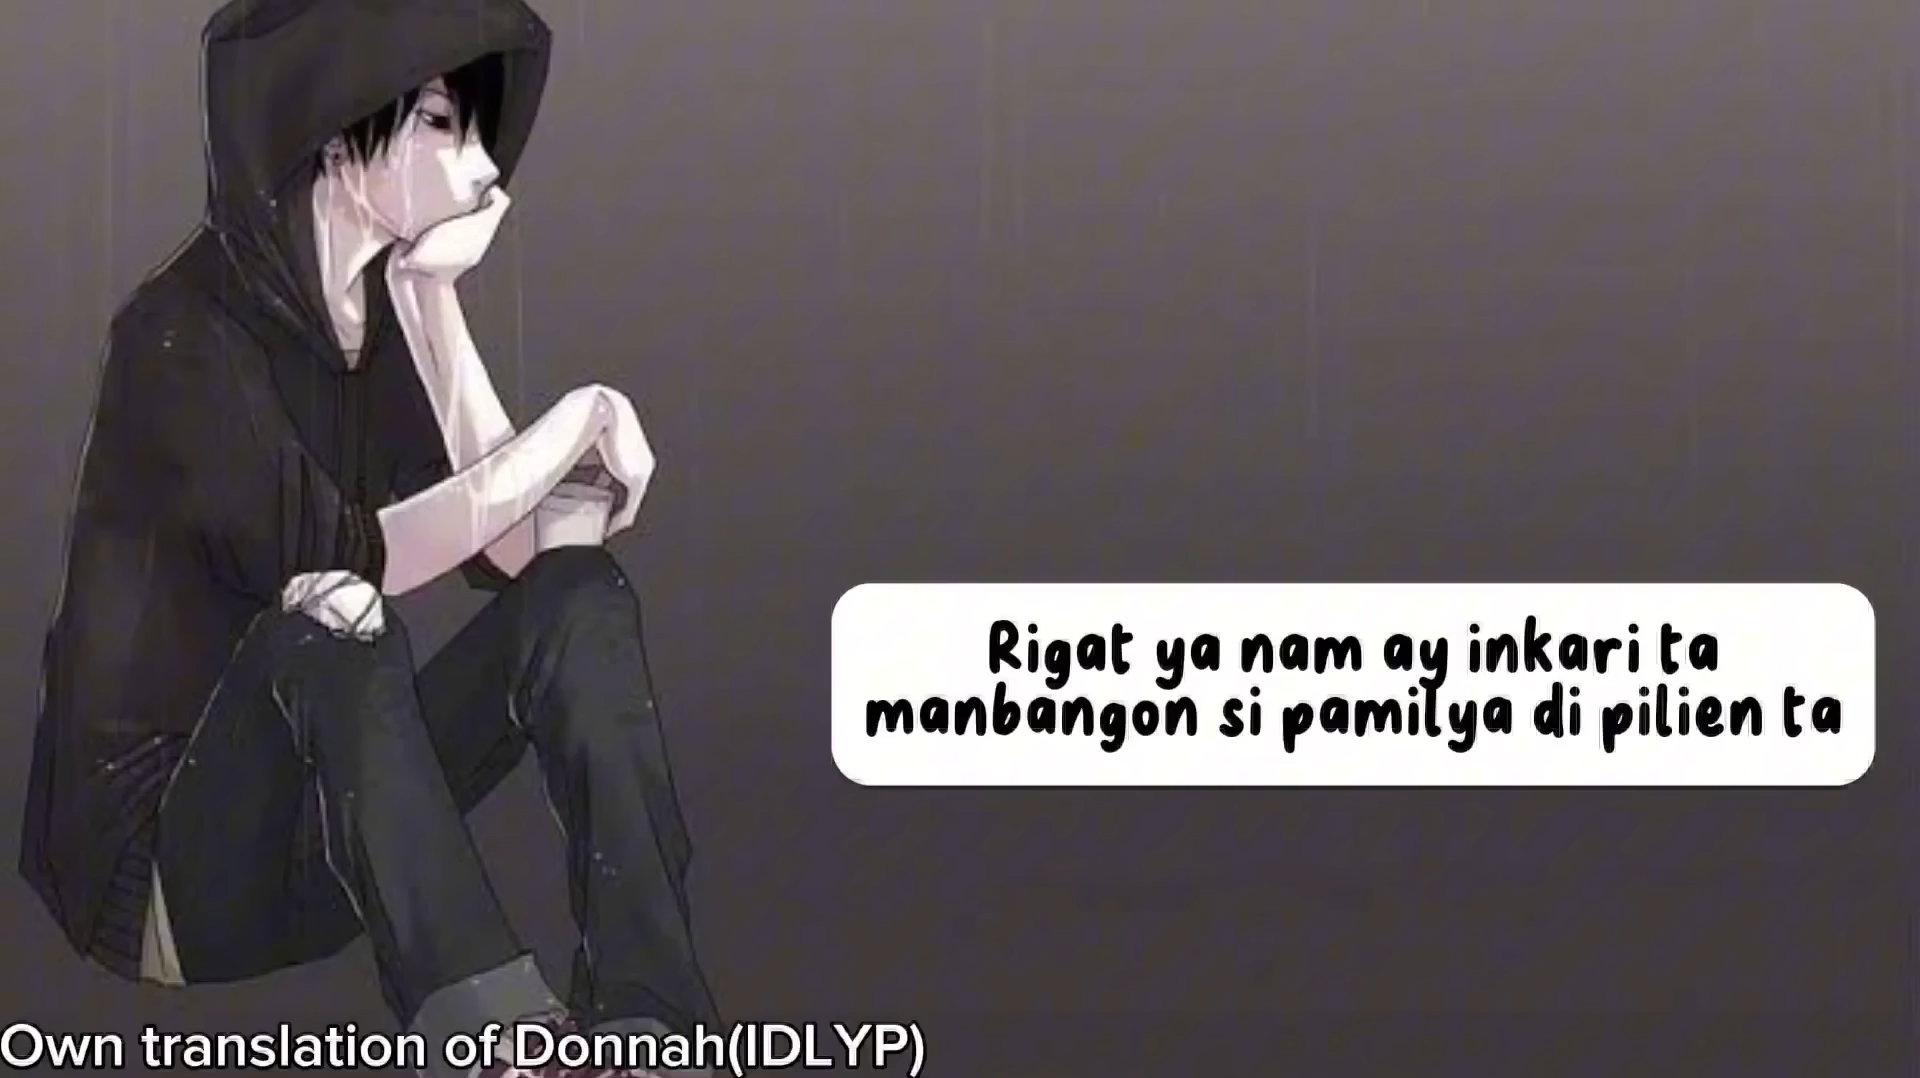 Rigat ya nam ay inkari ta
manbangon si pamilya di pilien ta
Own translation of Donnah(IDLYP)